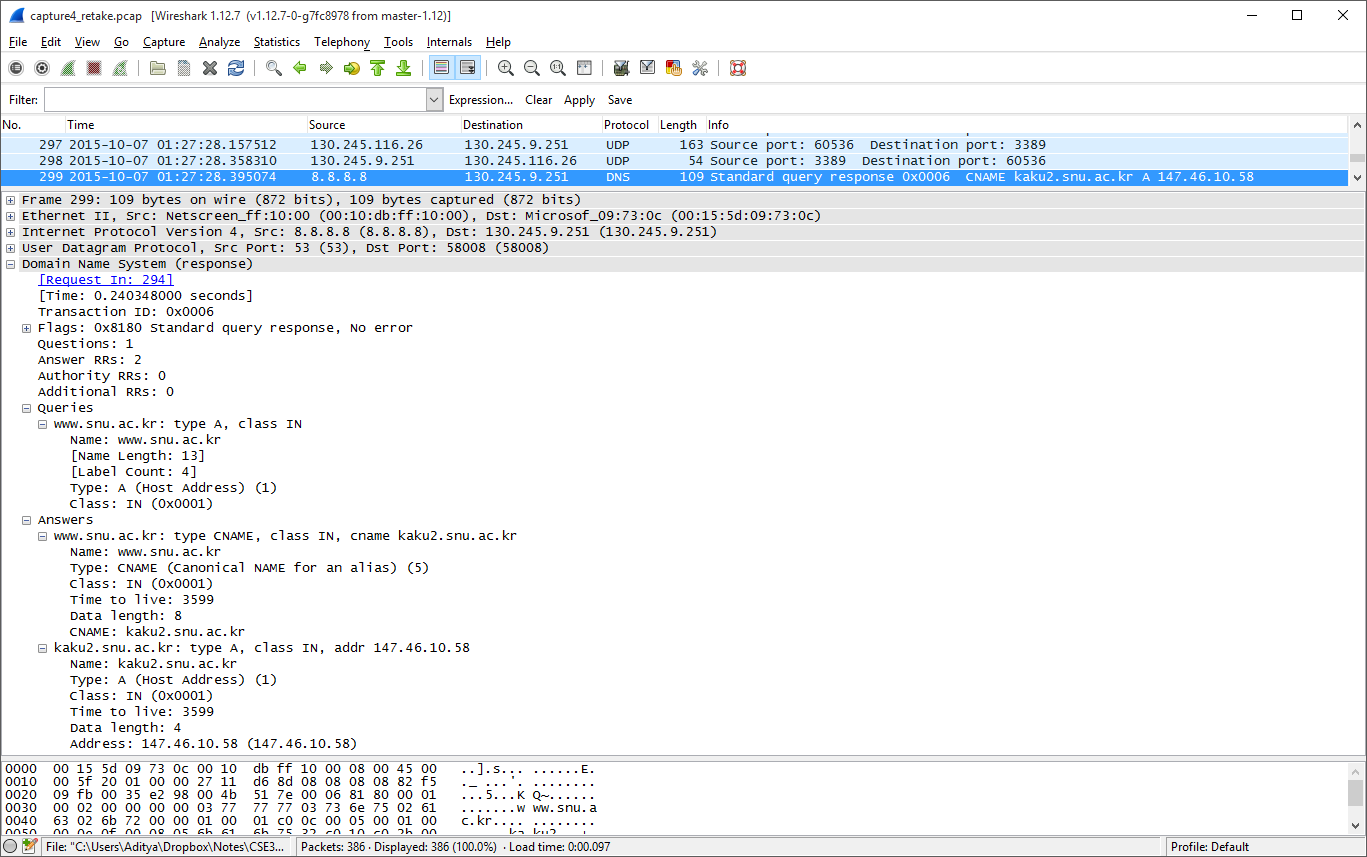 capture4_retake.pcap [Wireshark 1.12.7 (v1.12.7-0-g7fc8978 from master-1.12)]
File Edit View Go Capture Analyze Statistics Telephony Tools Internals Help
Filter: Expression... Clear Apply Save
No. Time Source Destination Protocol Length Info
297 2015-10-07 01:27:28.157512 130.245.116.26 130.245.9.251 UDP 163 Source port: 60536 Destination port: 3389
298 2015-10-07 01:27:28.358310 130.245.9.251 130.245.116.26 UDP 54 Source port: 3389 Destination port: 60536
299 2015-10-07 01:27:28.395074 8.8.8.8 130.245.9.251 DNS 109 Standard query response 0x0006 CNAME kaku2.snu.ac.kr A 147.46.10.58
Frame 299: 109 bytes on wire (872 bits), 109 bytes captured (872 bits)
Ethernet II, Src: Netscreen_ff:10:00 (00:10:db:ff:10:00), Dst: Microsof_09:73:0c (00:15:5d:09:73:0c)
Internet Protocol Version 4, Src: 8.8.8.8 (8.8.8.8), Dst: 130.245.9.251 (130.245.9.251)
User Datagram Protocol, Src Port: 53 (53), Dst Port: 58008 (58008)
Domain Name System (response)
[Request In: 294]
[Time: 0.240348000 seconds]
Transaction ID: 0x0006
Flags: 0x8180 Standard query response, No error
Questions: 1
Answer RRs: 2
Authority RRs: 0
Additional RRs: 0
Queries
www.snu.ac.kr: type A, class IN
Name: www.snu.ac.kr
[Name Length: 13]
[Label Count: 4]
Type: A (Host Address) (1)
Class: IN (0x0001)
Answers
www.snu.ac.kr: type CNAME, class IN, cname kaku2.snu.ac.kr
Name: www.snu.ac.kr
Type: CNAME (Canonical NAME for an alias) (5)
Class: IN (0x0001)
Time to live: 3599
Data length: 8
CNAME: kaku2.snu.ac.kr
kaku2.snu.ac.kr: type A, class IN, addr 147.46.10.58
Name: kaku2.snu.ac.kr
Type: A (Host Address) (1)
Class: IN (0x0001)
Time to live: 3599
Data length: 4
Address: 147.46.10.58 (147.46.10.58)
0000 00 15 5d 09 73 0c 00 10 db ff 10 00 08 00 45 00 ..].s... ......E.
0010 00 5f 20 01 00 00 27 11 d6 8d 08 08 08 08 82 f5 ._ ...'. ........
0020 09 fb 00 35 e2 98 00 4b 51 7e 00 06 81 80 00 01 ...5...K Q~......
0030 00 02 00 00 00 00 03 77 77 77 03 73 6e 75 02 61 .......w ww.snu.a
0040 63 02 6b 72 00 00 01 00 01 c0 0c 00 05 00 01 00 c.kr.... ........
0050 00 0e 0f 00 08 05 6b 61 6b 75 32 c0 10 c0 2b 00 ......ka ku2...+.
File: "C:\Users\Aditya\Dropbox\Notes\CSE3... Packets: 386 · Displayed: 386 (100.0%) · Load time: 0:00.097 Profile: Default